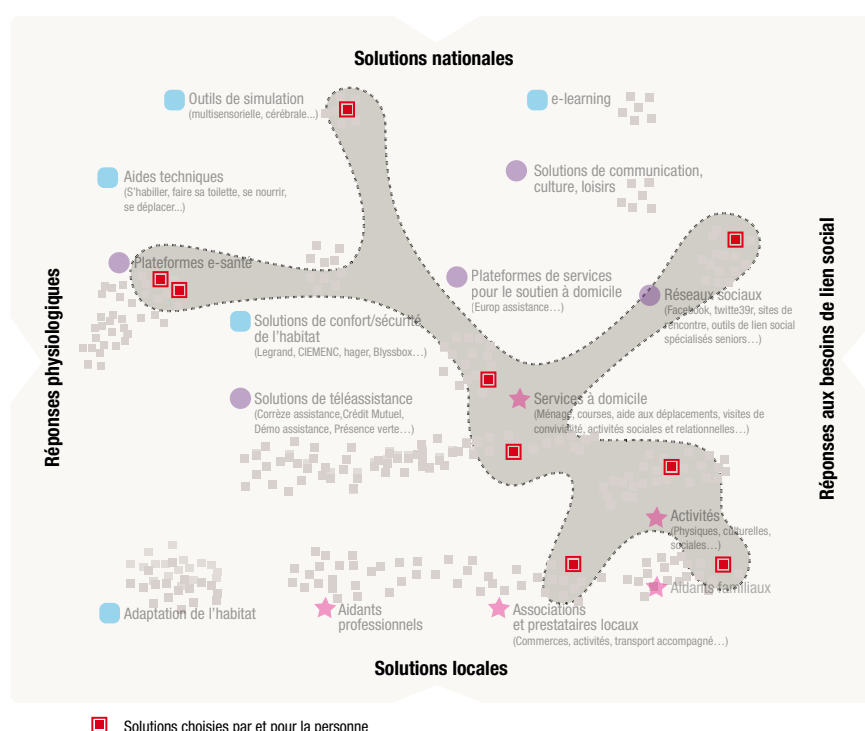 Solutions nationales
Outils de simulation
(multisensorielle, cérébrale...)
e-learning
Aides techniques
(S'habiller, faire sa toilette, se nourrir,
se déplacer...)
Solutions de communication,
culture, loisirs
Plateformes e-santé
Plateformes de services
pour le soutien à domicile
(Europ assistance…)
Réseaux sociaux
(Facebook, twitte39r, sites de
rencontre, outils de lien social
spécialisés seniors…)
Réponses physiologiques
Réponses aux besoins de lien social
Solutions de confort/sécurité
de l'habitat
(Legrand, CIEMENC, hager, Blyssbox…)
Solutions de téléassistance
(Corrèze assistance,Crédit Mutuel,
Démo assistance, Présence verte…)
Services à domicile
(Ménage, courses, aide aux déplacements, visites de
convivialité, activités sociales et relationnelles…)
Activités
(Physiques, culturelles,
sociales…)
Aidants familiaux
Adaptation de l'habitat
Aidants
professionnels
Associations
et prestataires locaux
(Commerces, activités, transport accompagné…)
Solutions locales
Solutions choisies par et pour la personne